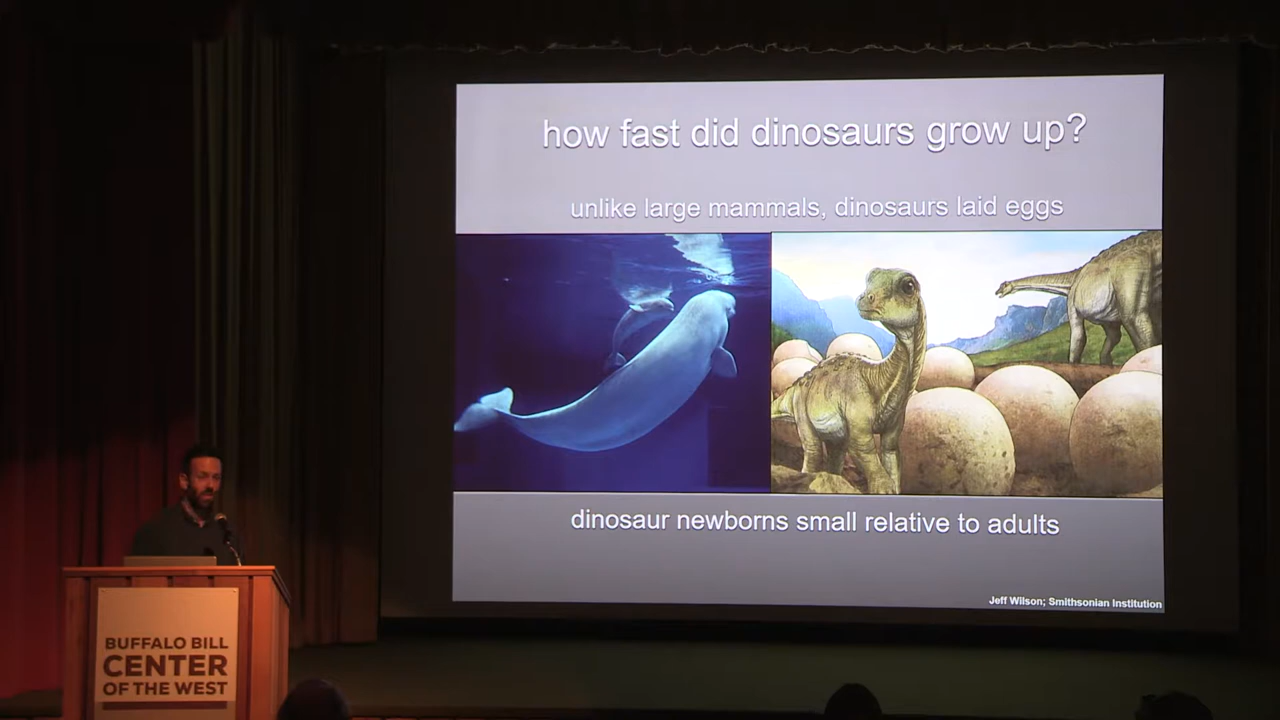 how fast did dinosaurs grow up?
unlike large mammals, dinosaurs laid eggs
dinosaur newborns small relative to adults
Jeff Wilson; Smithsonian Institution
BUFFALO BILL
CENTER
OF THE WEST